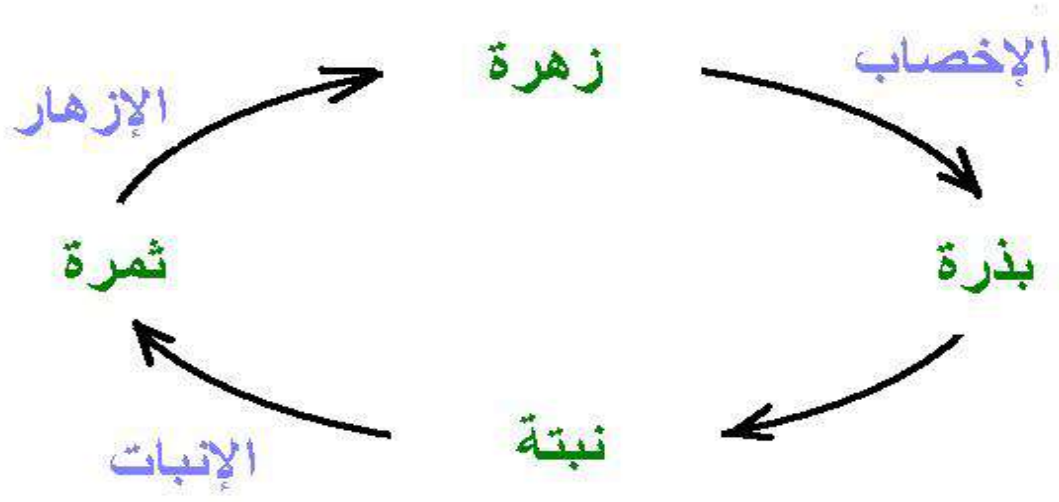 زهرة
الإخصاب
بذرة
نبتة
الإنبات
ثمرة
الإزهار